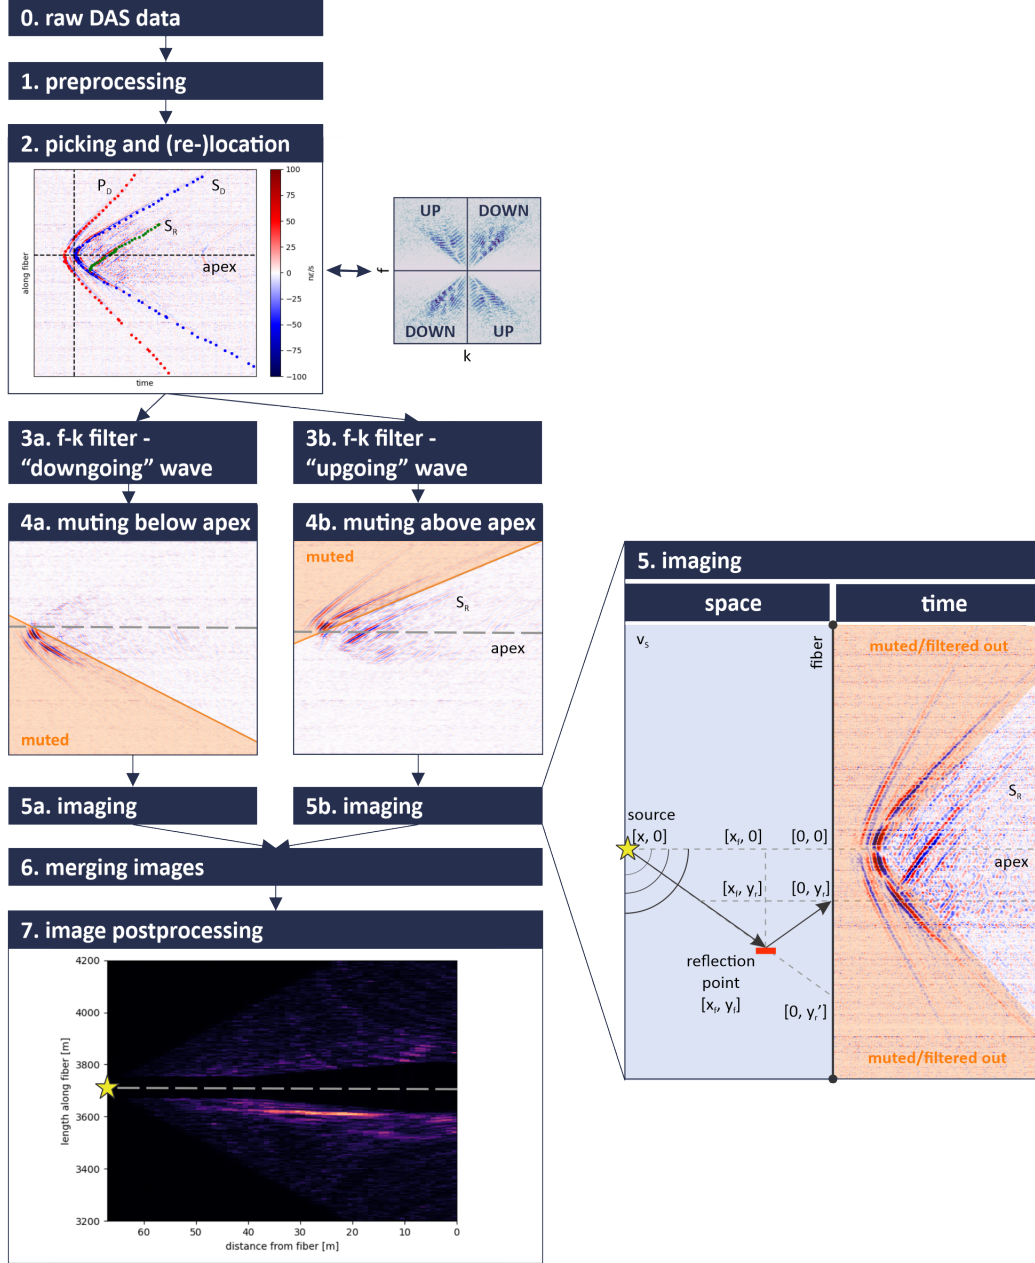 0. raw DAS data
1. preprocessing
2. picking and (re-)location
P_D
S_D
S_R
apex
along fiber
time
100
75
50
25
0
−25
−50
−75
−100
nε/s
UP
DOWN
DOWN
UP
f
k
3a. f-k filter -
“downgoing” wave
3b. f-k filter -
“upgoing” wave
4a. muting below apex
muted
4b. muting above apex
muted
S_R
apex
5a. imaging
5b. imaging
6. merging images
7. image postprocessing
4200
4000
3800
3600
3400
3200
length along fiber [m]
60
50
40
30
20
10
0
distance from fiber [m]
5. imaging
space
time
v_S
fiber
muted/filtered out
source
[x, 0]
[x_f, 0]
[0, 0]
[x_f, y_r]
[0, y_r]
reflection
point
[x_f, y_f]
[0, y_r']
S_R
apex
muted/filtered out